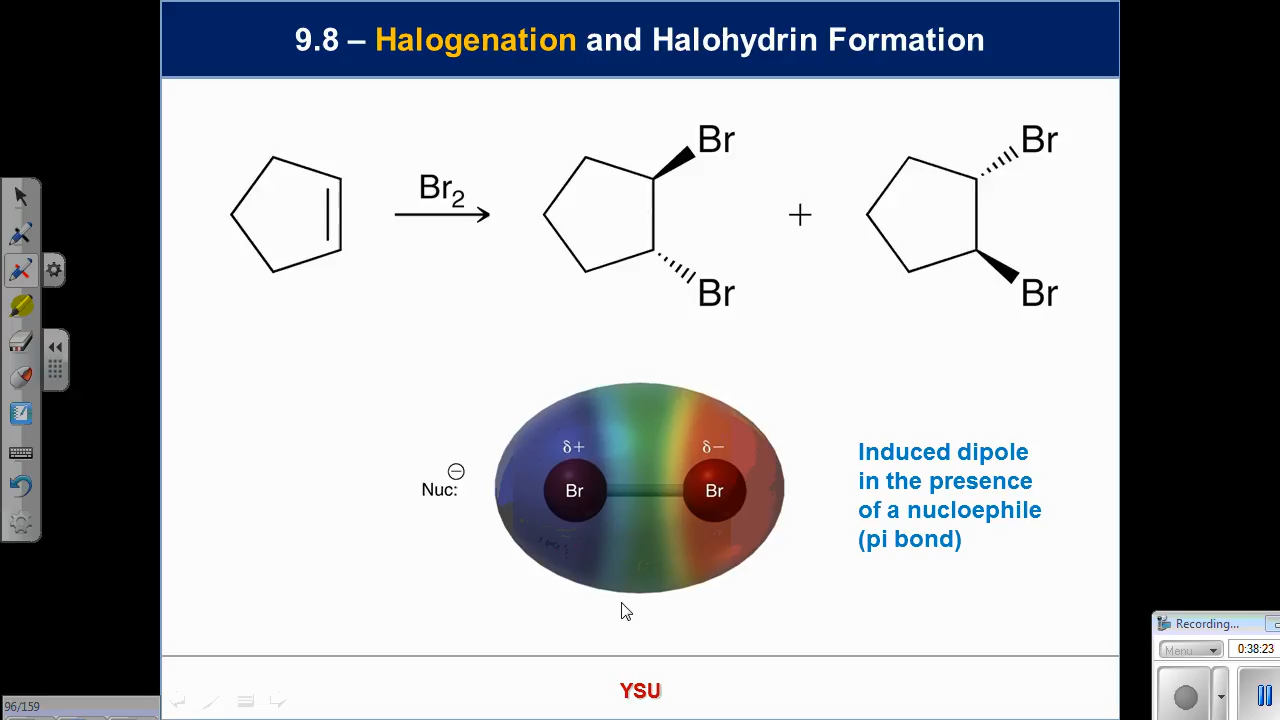 9.8 – Halogenation and Halohydrin Formation
Br
Br
Br₂
+
Br
Br
δ+
δ−
⊖
Nuc:
Br
Br
Induced dipole
in the presence
of a nucloephile
(pi bond)
Recording...
Menu
0:38:23
YSU
96/159